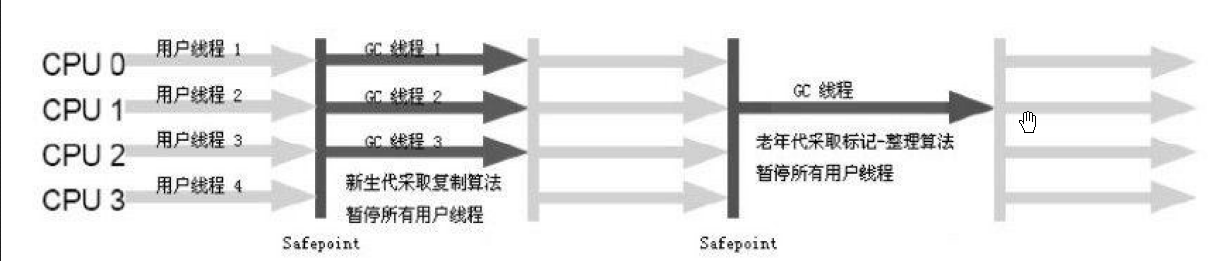 CPU 0
用户线程 1
GC 线程 1
CPU 1
用户线程 2
GC 线程 2
GC 线程
CPU 2
用户线程 3
GC 线程 3
老年代采取标记-整理算法
暂停所有用户线程
CPU 3
用户线程 4
新生代采取复制算法
暂停所有用户线程
Safepoint
Safepoint